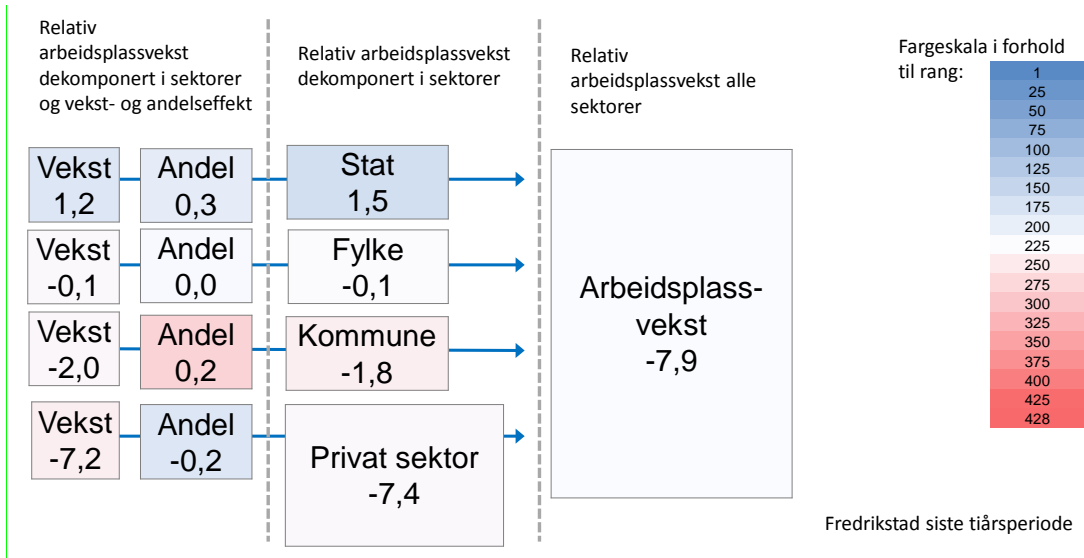 Relativ
arbeidsplassvekst
dekomponert i sektorer
og vekst- og andelseffekt
Relativ arbeidsplassvekst
dekomponert i sektorer
Relativ
arbeidsplassvekst alle
sektorer
Fargeskala i forhold
til rang:
1
25
50
75
100
125
150
175
200
225
250
275
300
325
350
375
400
425
428
Vekst
1,2
Andel
0,3
Stat
1,5
Vekst
-0,1
Andel
0,0
Fylke
-0,1
Vekst
-2,0
Andel
0,2
Kommune
-1,8
Vekst
-7,2
Andel
-0,2
Privat sektor
-7,4
Arbeidsplass-
vekst
-7,9
Fredrikstad siste tiårsperiode